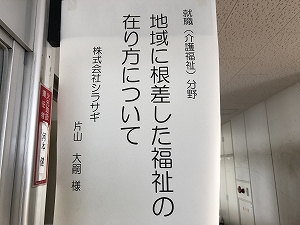 就職（介護福祉）分野
地域に根差した福祉の
在り方について
株式会社シラサギ
片山　大嗣　様